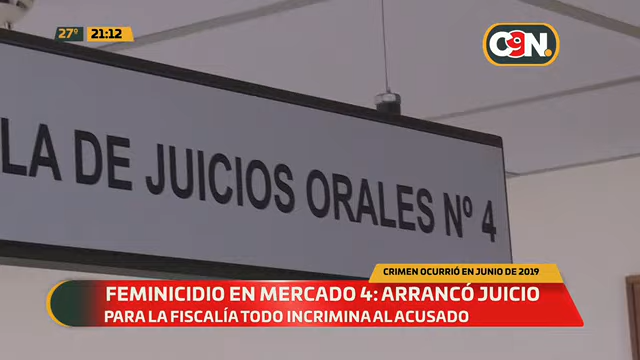 27º 21:12
C9N.
LA DE JUICIOS ORALES Nº 4
CRIMEN OCURRIÓ EN JUNIO DE 2019
FEMINICIDIO EN MERCADO 4: ARRANCÓ JUICIO
PARA LA FISCALÍA TODO INCRIMINA AL ACUSADO